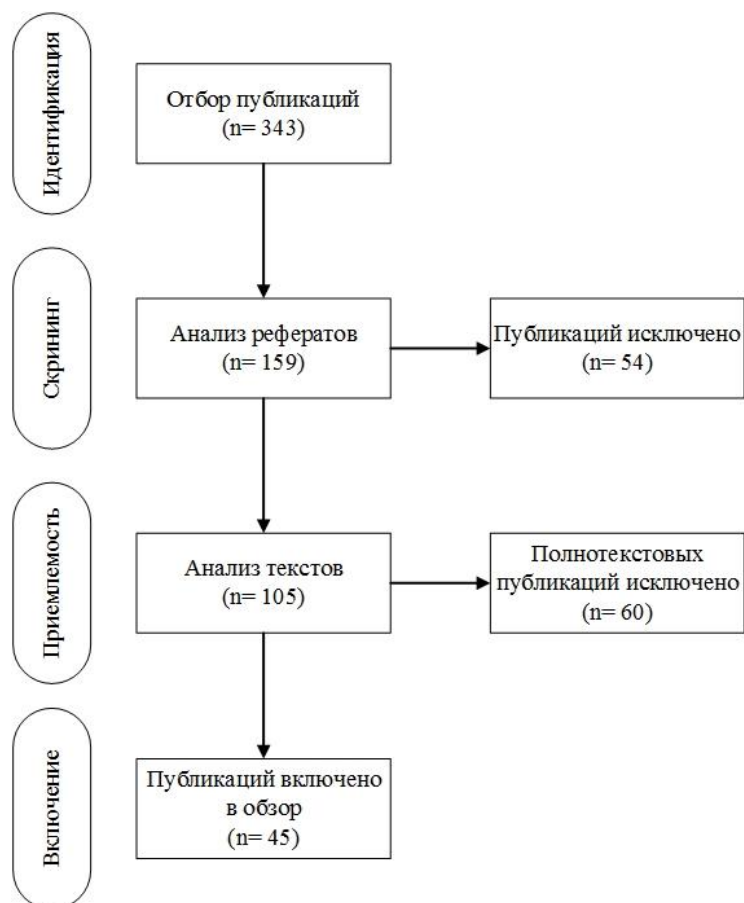 Идентификация
Отбор публикаций
(n= 343)
Скрининг
Анализ рефератов
(n= 159)
Публикаций исключено
(n= 54)
Приемлемость
Анализ текстов
(n= 105)
Полнотекстовых
публикаций исключено
(n= 60)
Включение
Публикаций включено
в обзор
(n= 45)